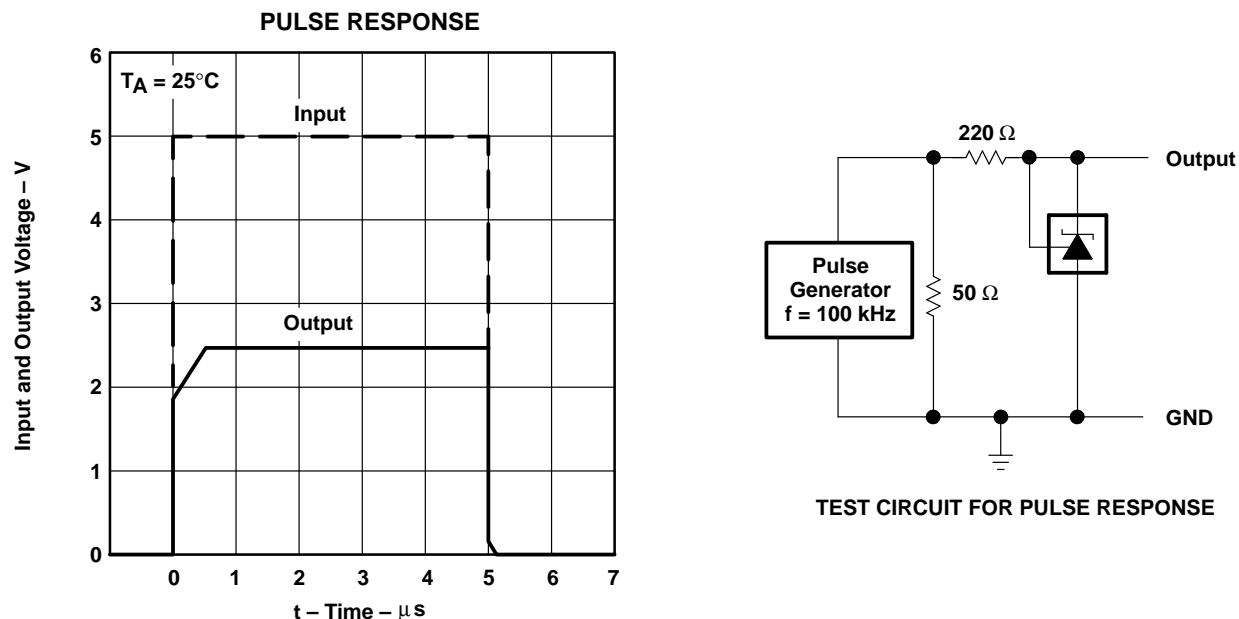 PULSE RESPONSE
6
5
4
3
2
1
0
Input and Output Voltage – V
TA = 25°C
Input
Output
0 1 2 3 4 5 6 7
t – Time – μs
220 Ω
Output
Pulse
Generator
f = 100 kHz
50 Ω
GND
TEST CIRCUIT FOR PULSE RESPONSE